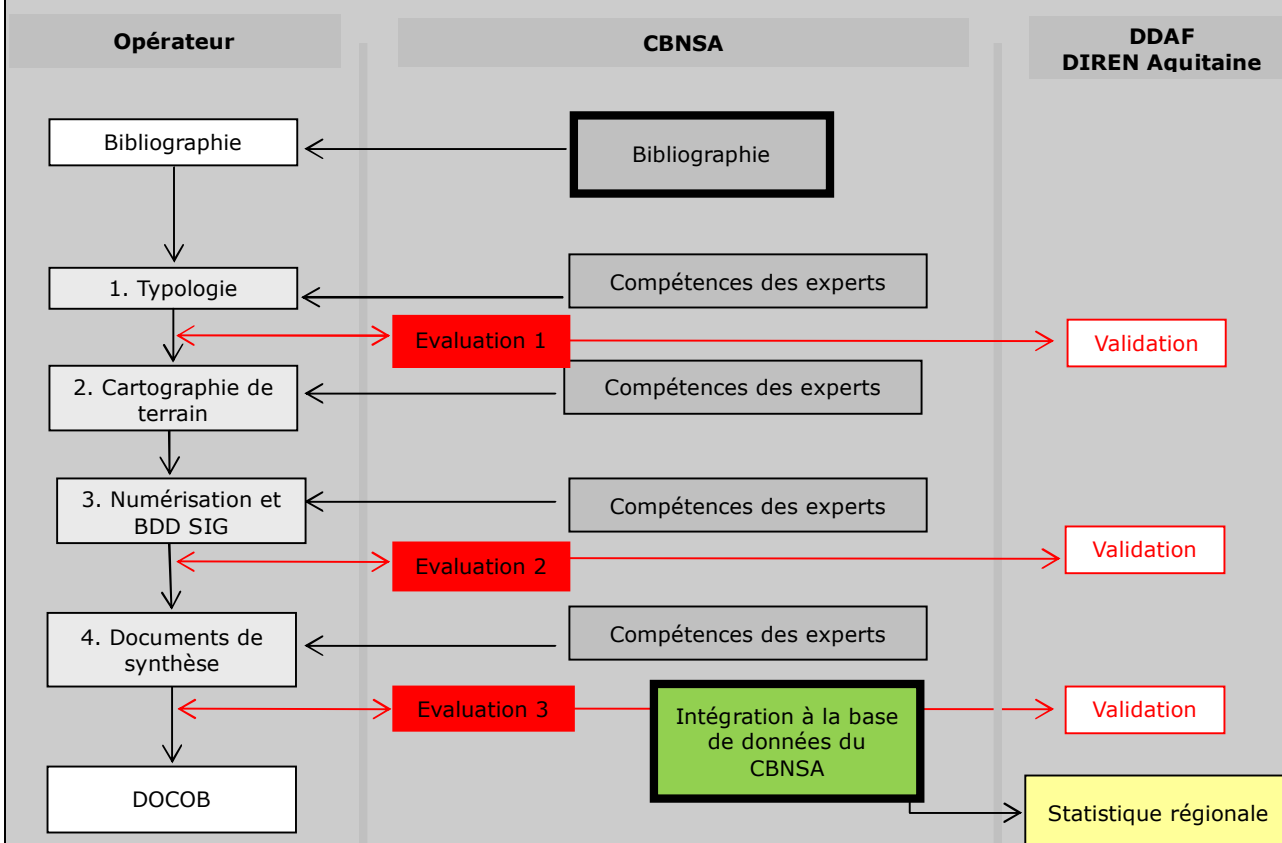 Opérateur
CBNSA
DDAF
DIREN Aquitaine
Bibliographie
Bibliographie
1. Typologie
Compétences des experts
Evaluation 1
Validation
2. Cartographie de
terrain
Compétences des experts
3. Numérisation et
BDD SIG
Compétences des experts
Evaluation 2
Validation
4. Documents de
synthèse
Compétences des experts
Evaluation 3
Intégration à la base
de données du
CBNSA
Validation
DOCOB
Statistique régionale